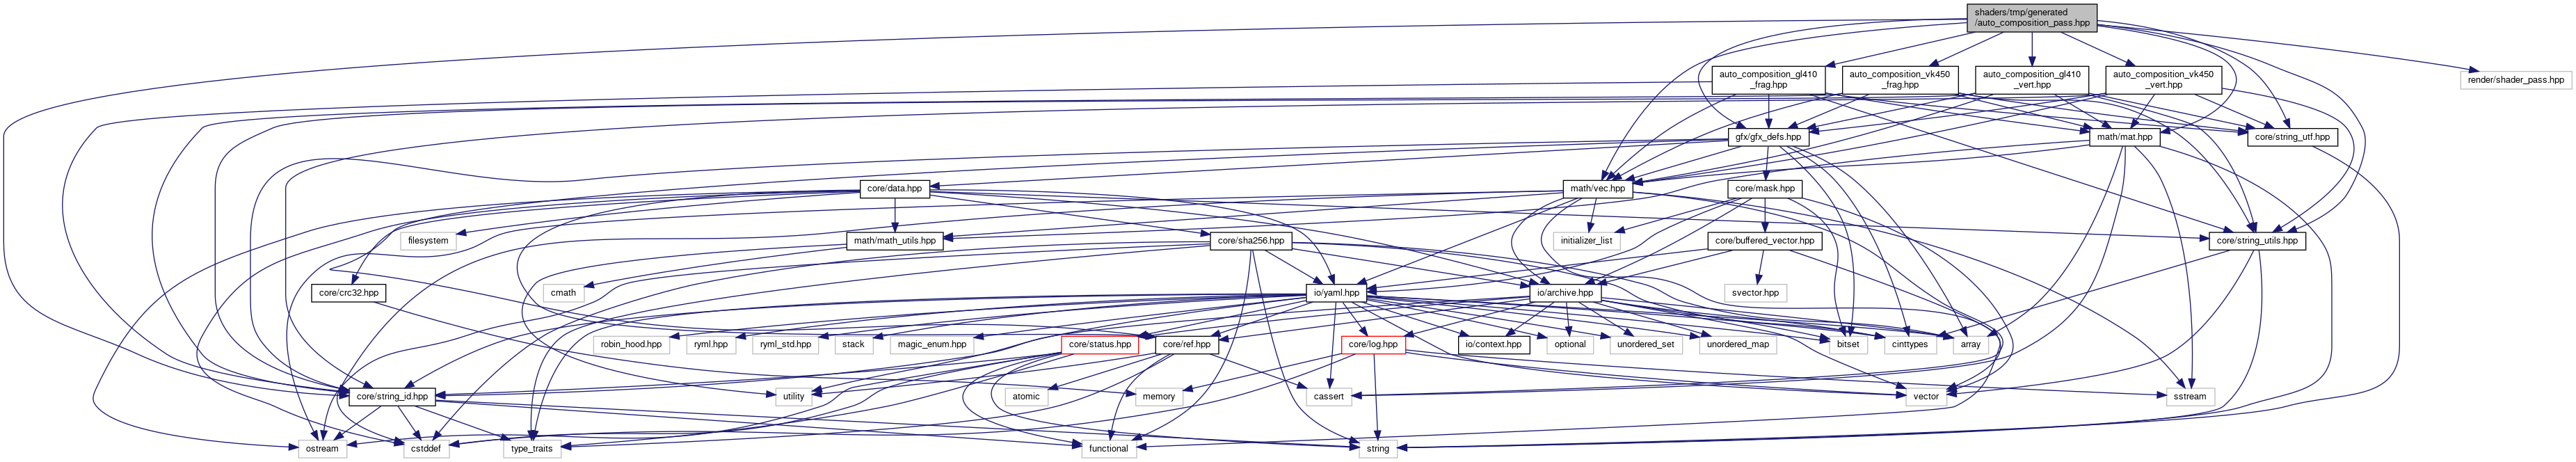 shaders/tmp/generated
/auto_composition_pass.hpp
auto_composition_gl410
_frag.hpp
auto_composition_vk450
_frag.hpp
auto_composition_gl410
_vert.hpp
auto_composition_vk450
_vert.hpp
render/shader_pass.hpp
gfx/gfx_defs.hpp
math/mat.hpp
core/string_utf.hpp
core/data.hpp
math/vec.hpp
core/mask.hpp
filesystem
math/math_utils.hpp
core/sha256.hpp
initializer_list
core/buffered_vector.hpp
core/string_utils.hpp
core/crc32.hpp
cmath
io/yaml.hpp
io/archive.hpp
svector.hpp
robin_hood.hpp
ryml.hpp
ryml_std.hpp
stack
magic_enum.hpp
core/status.hpp
core/ref.hpp
core/log.hpp
io/context.hpp
optional
unordered_set
unordered_map
bitset
cinttypes
array
core/string_id.hpp
utility
atomic
memory
cassert
vector
sstream
ostream
cstddef
type_traits
functional
string